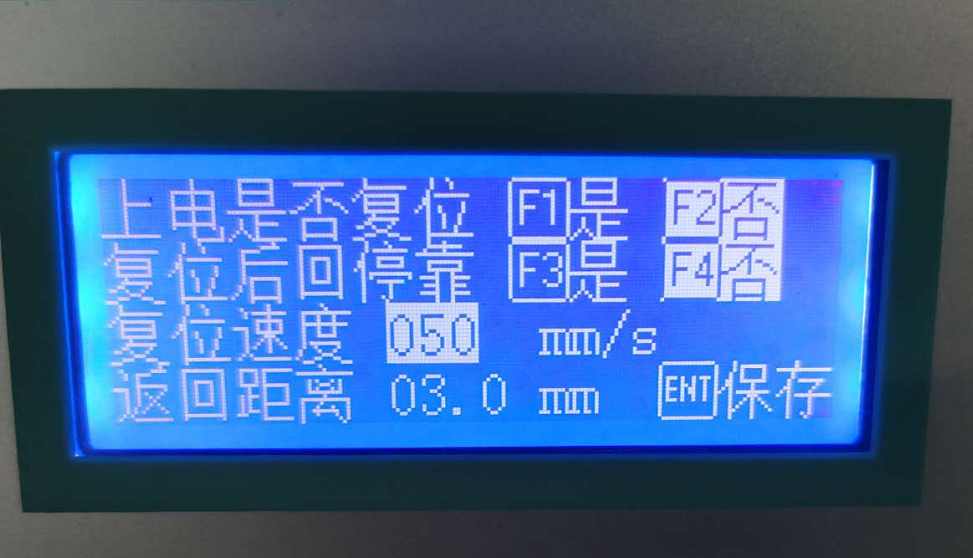 上电是否复位 F1是 F2否
复位后回停靠 F3是 F4否
复位速度 050 mm/s
返回距离 03.0 mm ENT保存